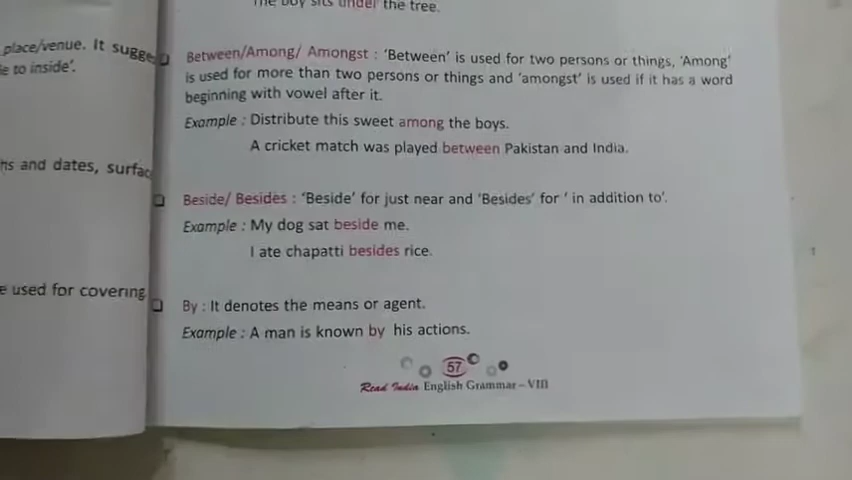 The boy sits under the tree.
place/venue. It sugge
e to inside'.
ns and dates, surfac
e used for covering
❑ Between/Among/ Amongst : 'Between' is used for two persons or things, 'Among'
is used for more than two persons or things and 'amongst' is used if it has a word
beginning with vowel after it.
Example : Distribute this sweet among the boys.
A cricket match was played between Pakistan and India.
❑ Beside/ Besides : 'Beside' for just near and 'Besides' for ' in addition to'.
Example : My dog sat beside me.
I ate chapatti besides rice.
❑ By : It denotes the means or agent.
Example : A man is known by his actions.
57
Read India English Grammar – VIII